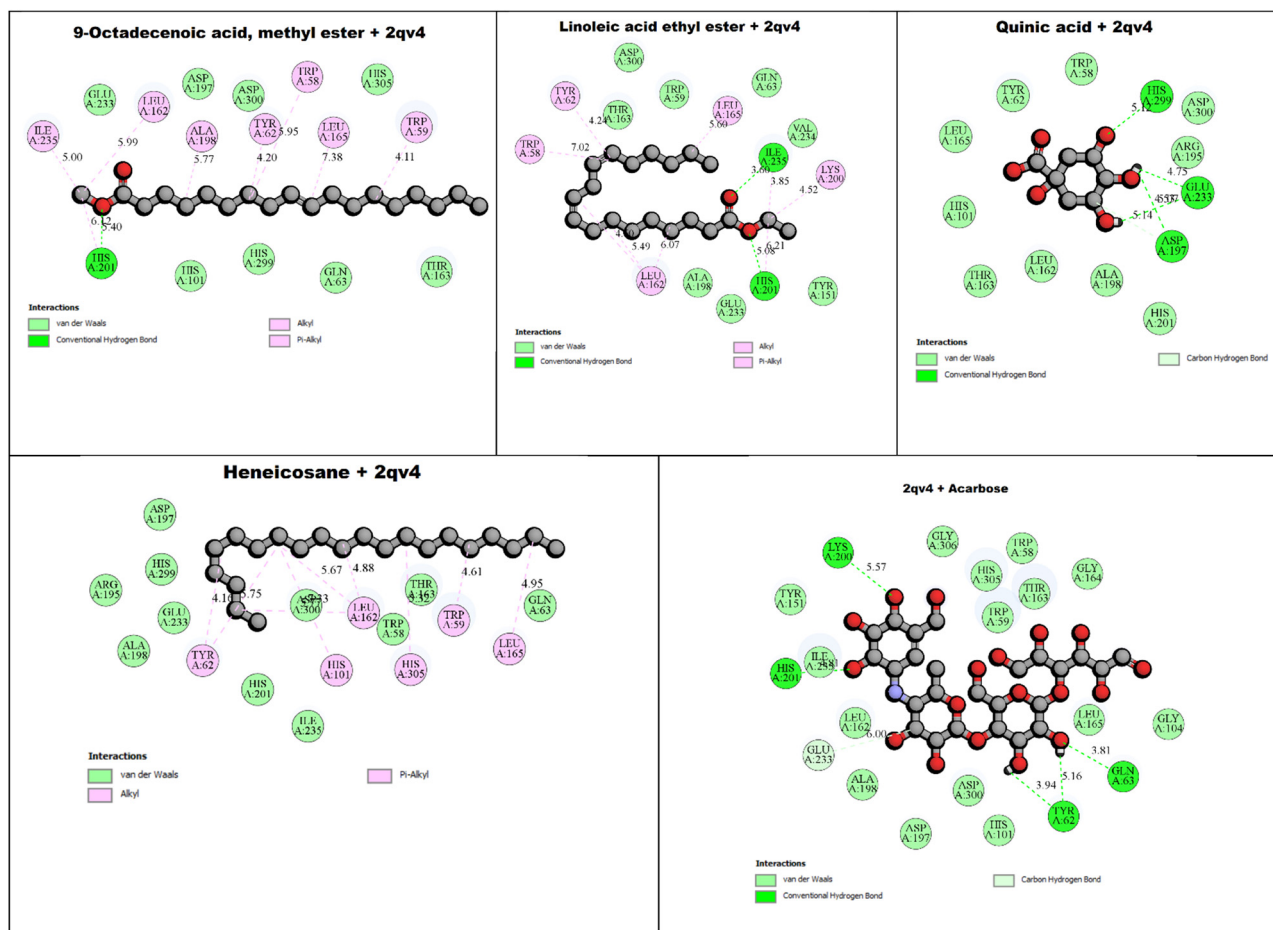 9-Octadecenoic acid, methyl ester + 2qv4
TRP
A:58
HIS
A:305
ASP
A:197
ASP
A:300
GLU
A:233
LEU
A:162
ILE
A:235
ALA
A:198
TYR
A:62
LEU
A:165
TRP
A:59
5.00
5.99
5.77
4.20
5.95
7.38
4.11
6.12
5.40
HIS
A:201
HIS
A:101
HIS
A:299
GLN
A:63
THR
A:163
Interactions
van der Waals
Conventional Hydrogen Bond
Alkyl
Pi-Alkyl
Linoleic acid ethyl ester + 2qv4
ASP
A:300
TYR
A:62
THR
A:163
TRP
A:59
GLN
A:63
LEU
A:165
VAL
A:234
TRP
A:58
ILE
A:235
LYS
A:200
4.24
7.02
5.60
3.60
3.85
4.52
5.49
6.07
5.08
6.21
LEU
A:162
ALA
A:198
GLU
A:233
HIS
A:201
TYR
A:151
Interactions
van der Waals
Conventional Hydrogen Bond
Alkyl
Pi-Alkyl
Quinic acid + 2qv4
TRP
A:58
TYR
A:62
HIS
A:299
ASP
A:300
LEU
A:165
ARG
A:195
GLU
A:233
HIS
A:101
ASP
A:197
THR
A:163
LEU
A:162
ALA
A:198
HIS
A:201
5.12
4.75
5.14
Interactions
van der Waals
Conventional Hydrogen Bond
Carbon Hydrogen Bond
Heneicosane + 2qv4
ASP
A:197
HIS
A:299
ARG
A:195
GLU
A:233
ALA
A:198
TYR
A:62
HIS
A:201
ILE
A:235
A:300
HIS
A:101
LEU
A:162
TRP
A:58
THR
A:163
HIS
A:305
TRP
A:59
LEU
A:165
GLN
A:63
4.16
5.75
5.67
4.88
4.61
4.95
Interactions
van der Waals
Alkyl
Pi-Alkyl
2qv4 + Acarbose
LYS
A:200
GLY
A:306
TRP
A:58
HIS
A:305
THR
A:163
GLY
A:164
TYR
A:151
TRP
A:59
HIS
A:201
ILE
LEU
A:162
LEU
A:165
GLY
A:104
GLU
A:233
ALA
A:198
ASP
A:300
GLN
A:63
TYR
A:62
ASP
A:197
HIS
A:101
5.57
6.00
3.81
5.16
3.94
Interactions
van der Waals
Conventional Hydrogen Bond
Carbon Hydrogen Bond